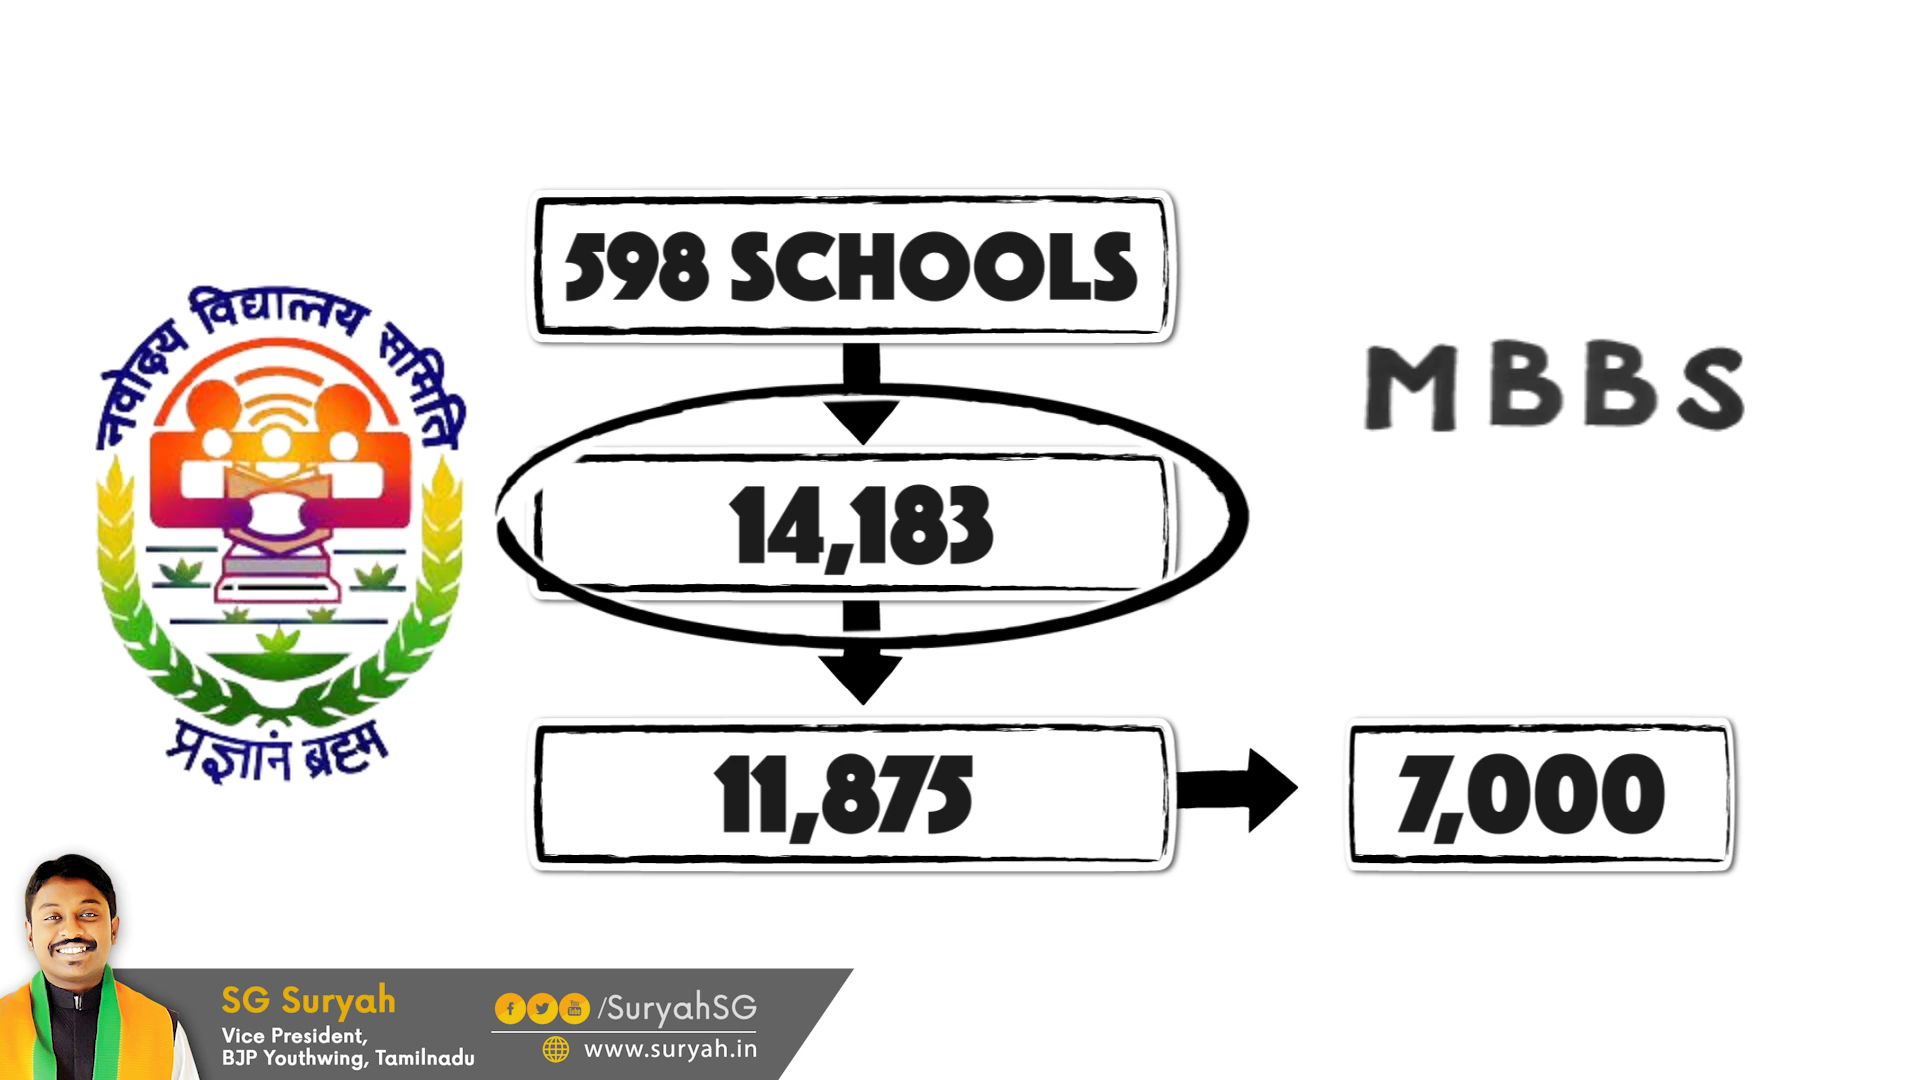 नवोदय विद्यालय समिति
प्रज्ञानं ब्रह्म
598 SCHOOLS
14,183
11,875
7,000
MBBS
SG Suryah
Vice President,
BJP Youthwing, Tamilnadu
/SuryahSG
www.suryah.in